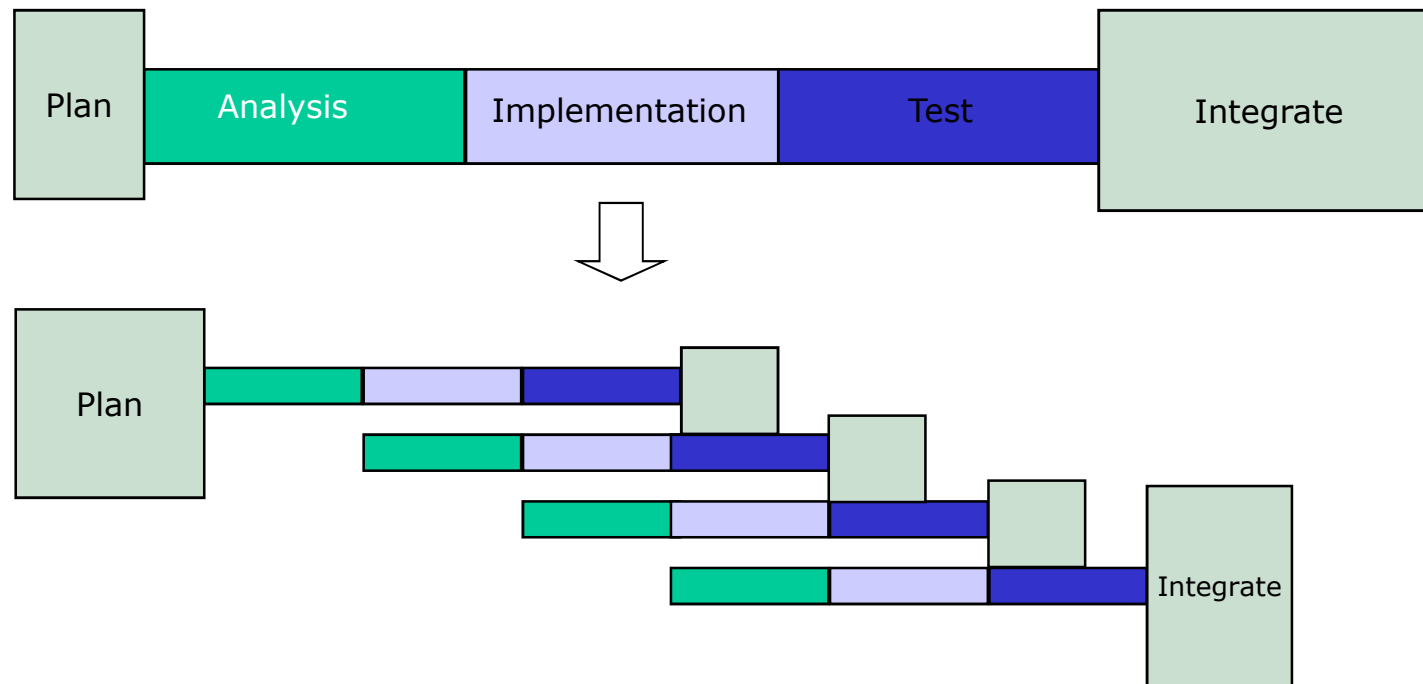 Plan
Analysis
Implementation
Test
Integrate
Plan
Integrate